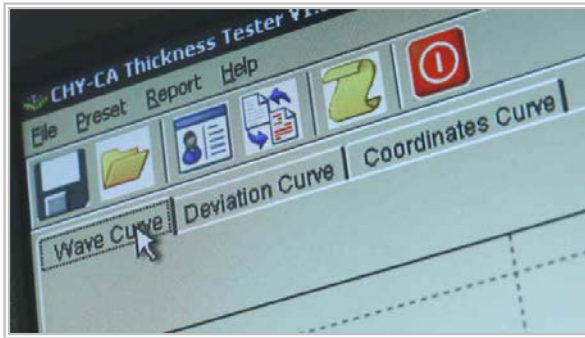 CHY-CA Thickness Tester
File Preset Report Help
Wave Curve Deviation Curve Coordinates Curve